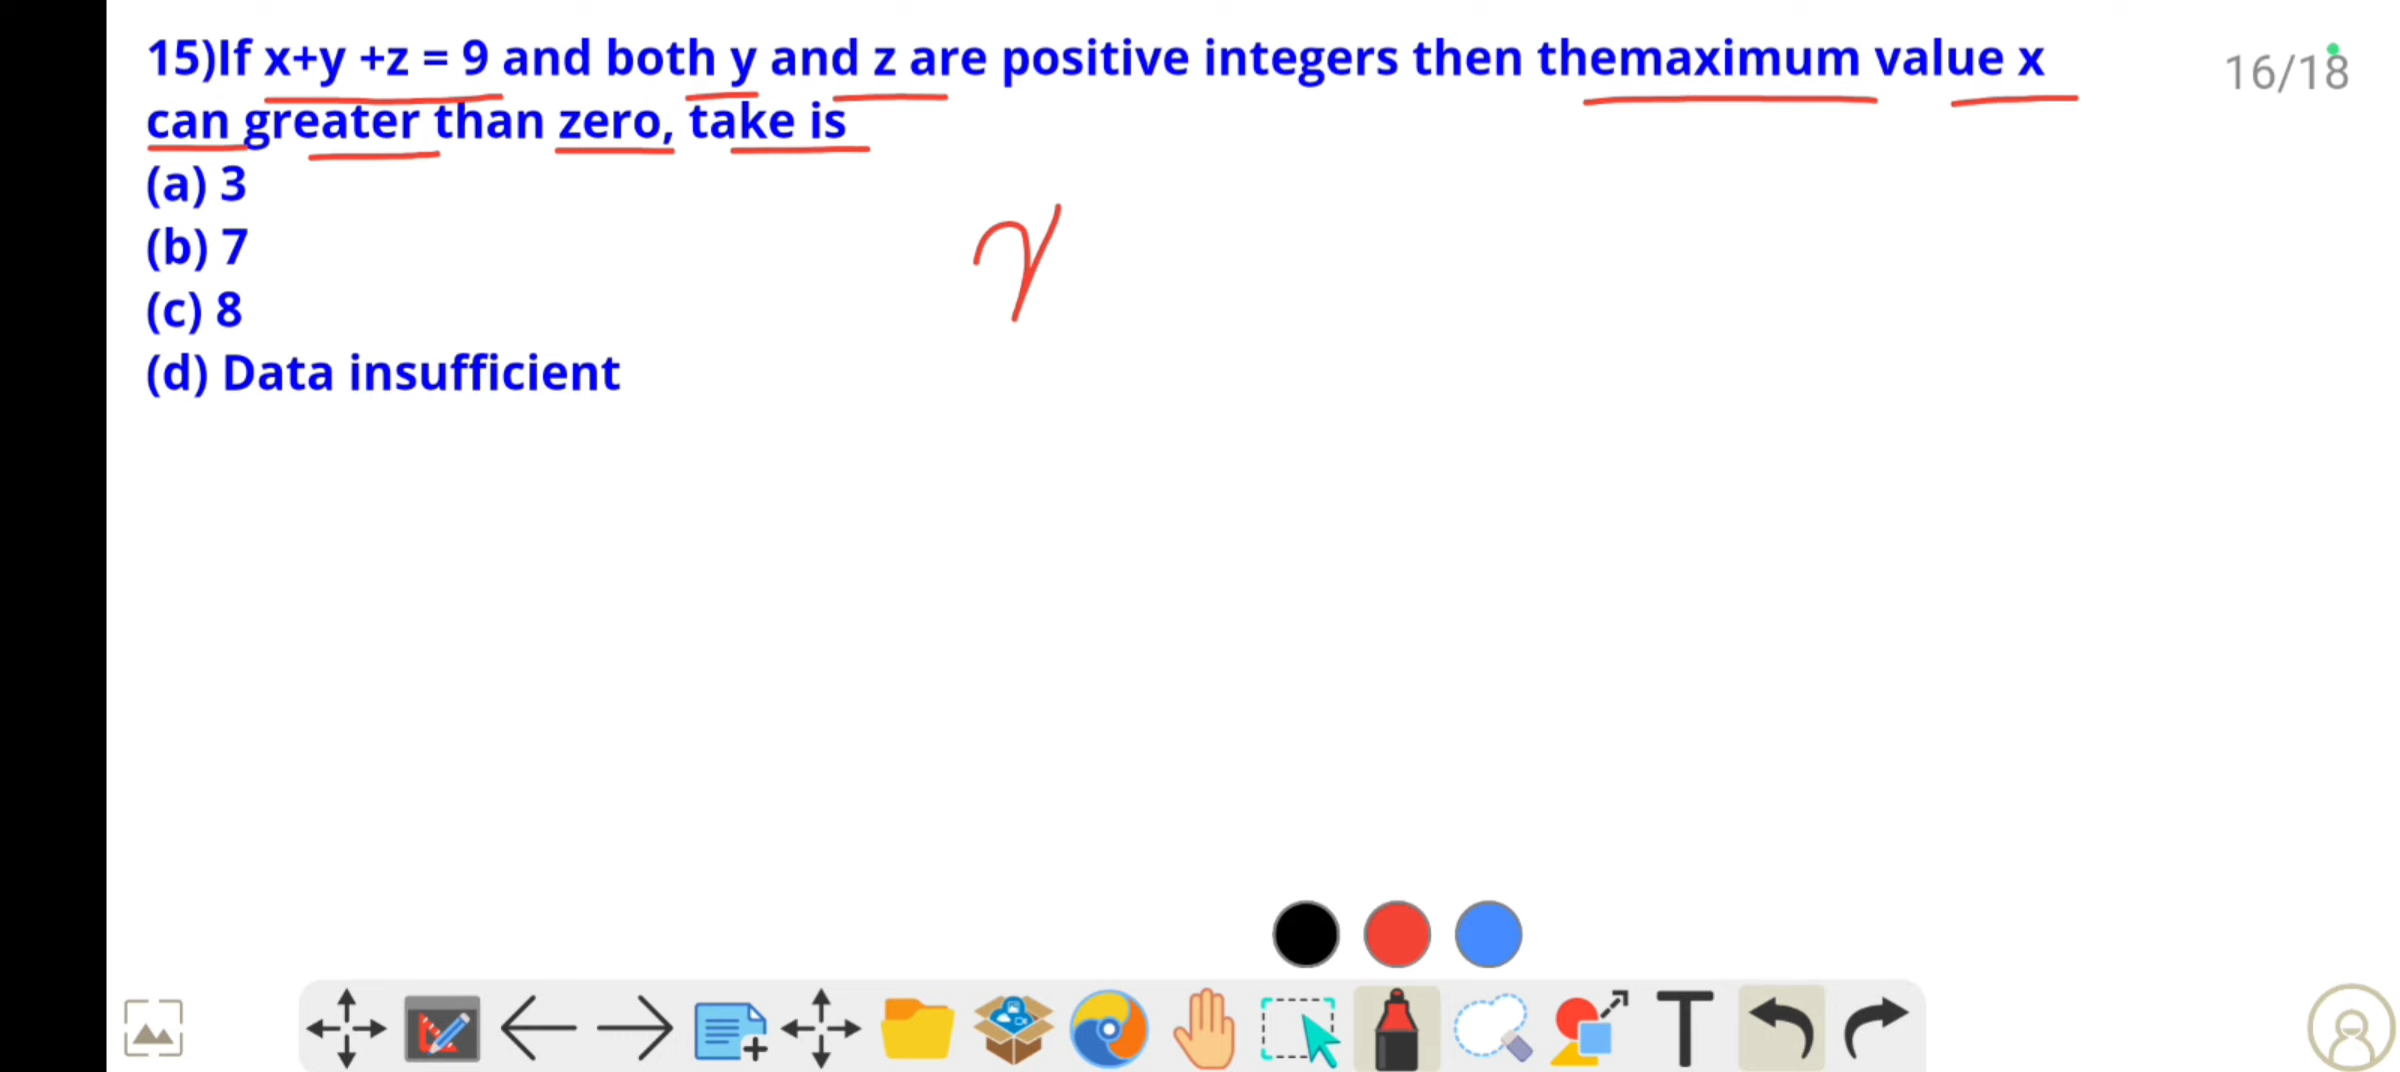 15)If x+y +z = 9 and both y and z are positive integers then themaximum value x
16/18
can greater than zero, take is
(a) 3
(b) 7
(c) 8
(d) Data insufficient
x